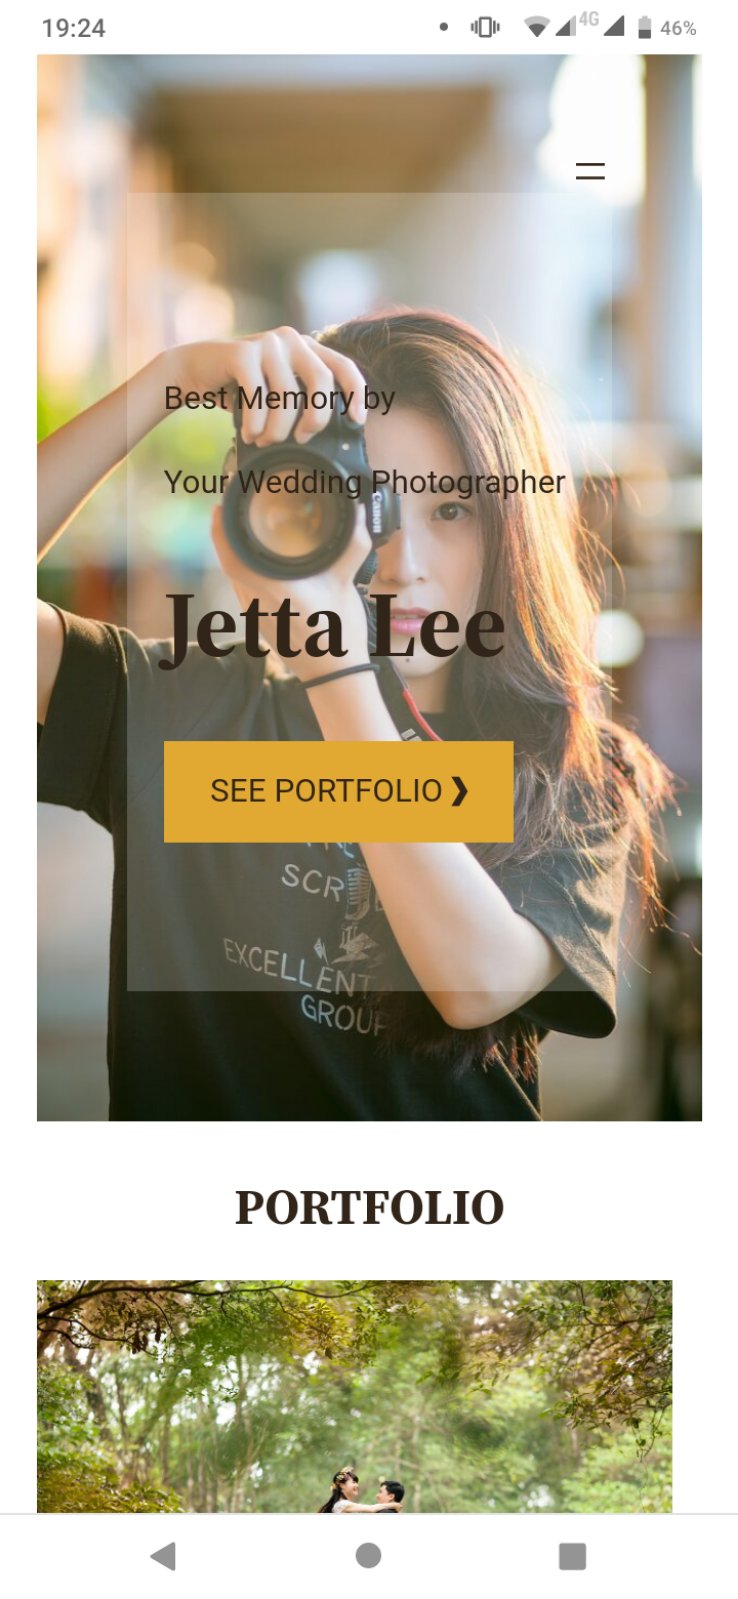 19:24
4G
46%
Best Memory by
Your Wedding Photographer
CANON
Jetta Lee
SEE PORTFOLIO ❯
SCR
EXCELLENT
GROUP
PORTFOLIO